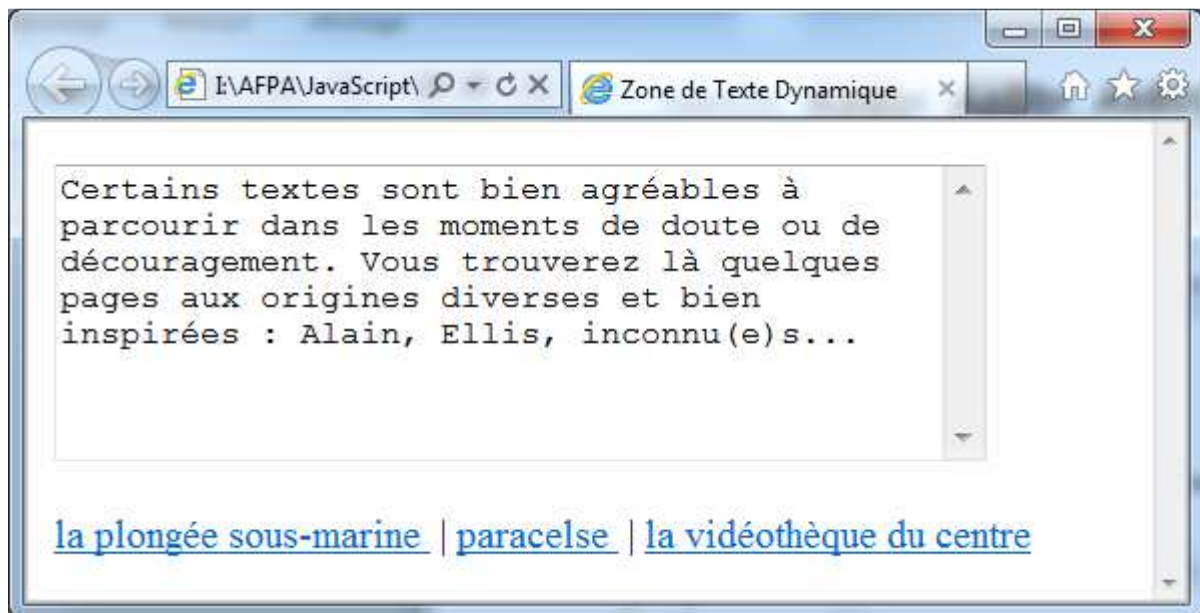 I:\AFPA\JavaScript\
Zone de Texte Dynamique
Certains textes sont bien agréables à
parcourir dans les moments de doute ou de
découragement. Vous trouverez là quelques
pages aux origines diverses et bien
inspirées : Alain, Ellis, inconnu(e)s...
la plongée sous-marine | paracelse | la vidéothèque du centre